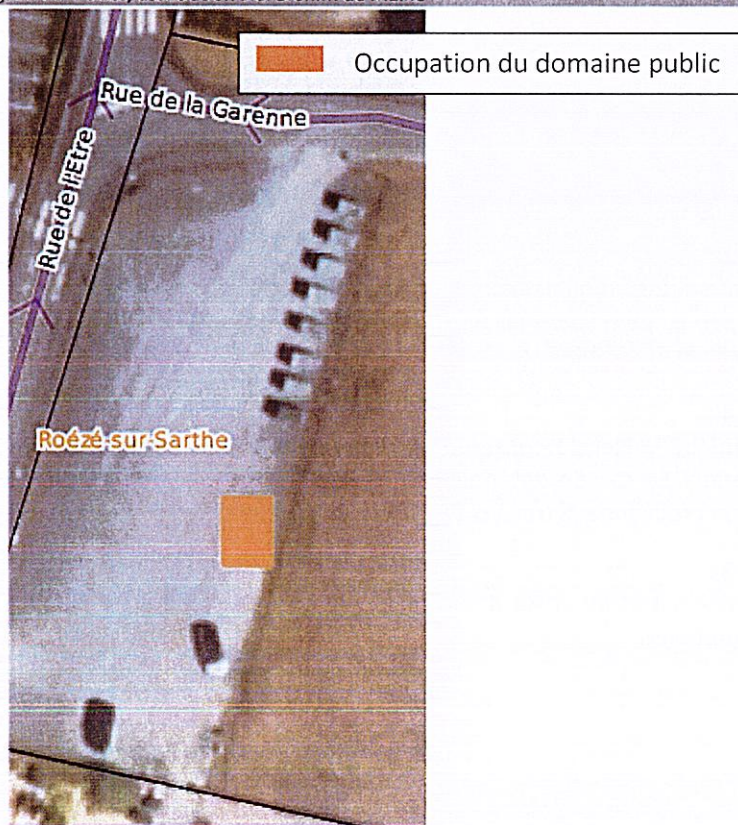 Occupation du domaine public
Rue de la Garenne
Rue de l'Etre
Roézé-sur-Sarthe